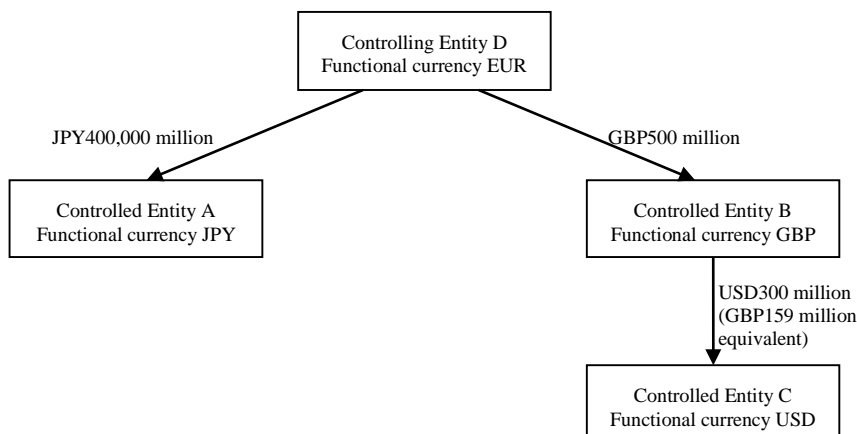 Controlling Entity D
Functional currency EUR
JPY400,000 million
GBP500 million
Controlled Entity A
Functional currency JPY
Controlled Entity B
Functional currency GBP
USD300 million
(GBP159 million
equivalent)
Controlled Entity C
Functional currency USD